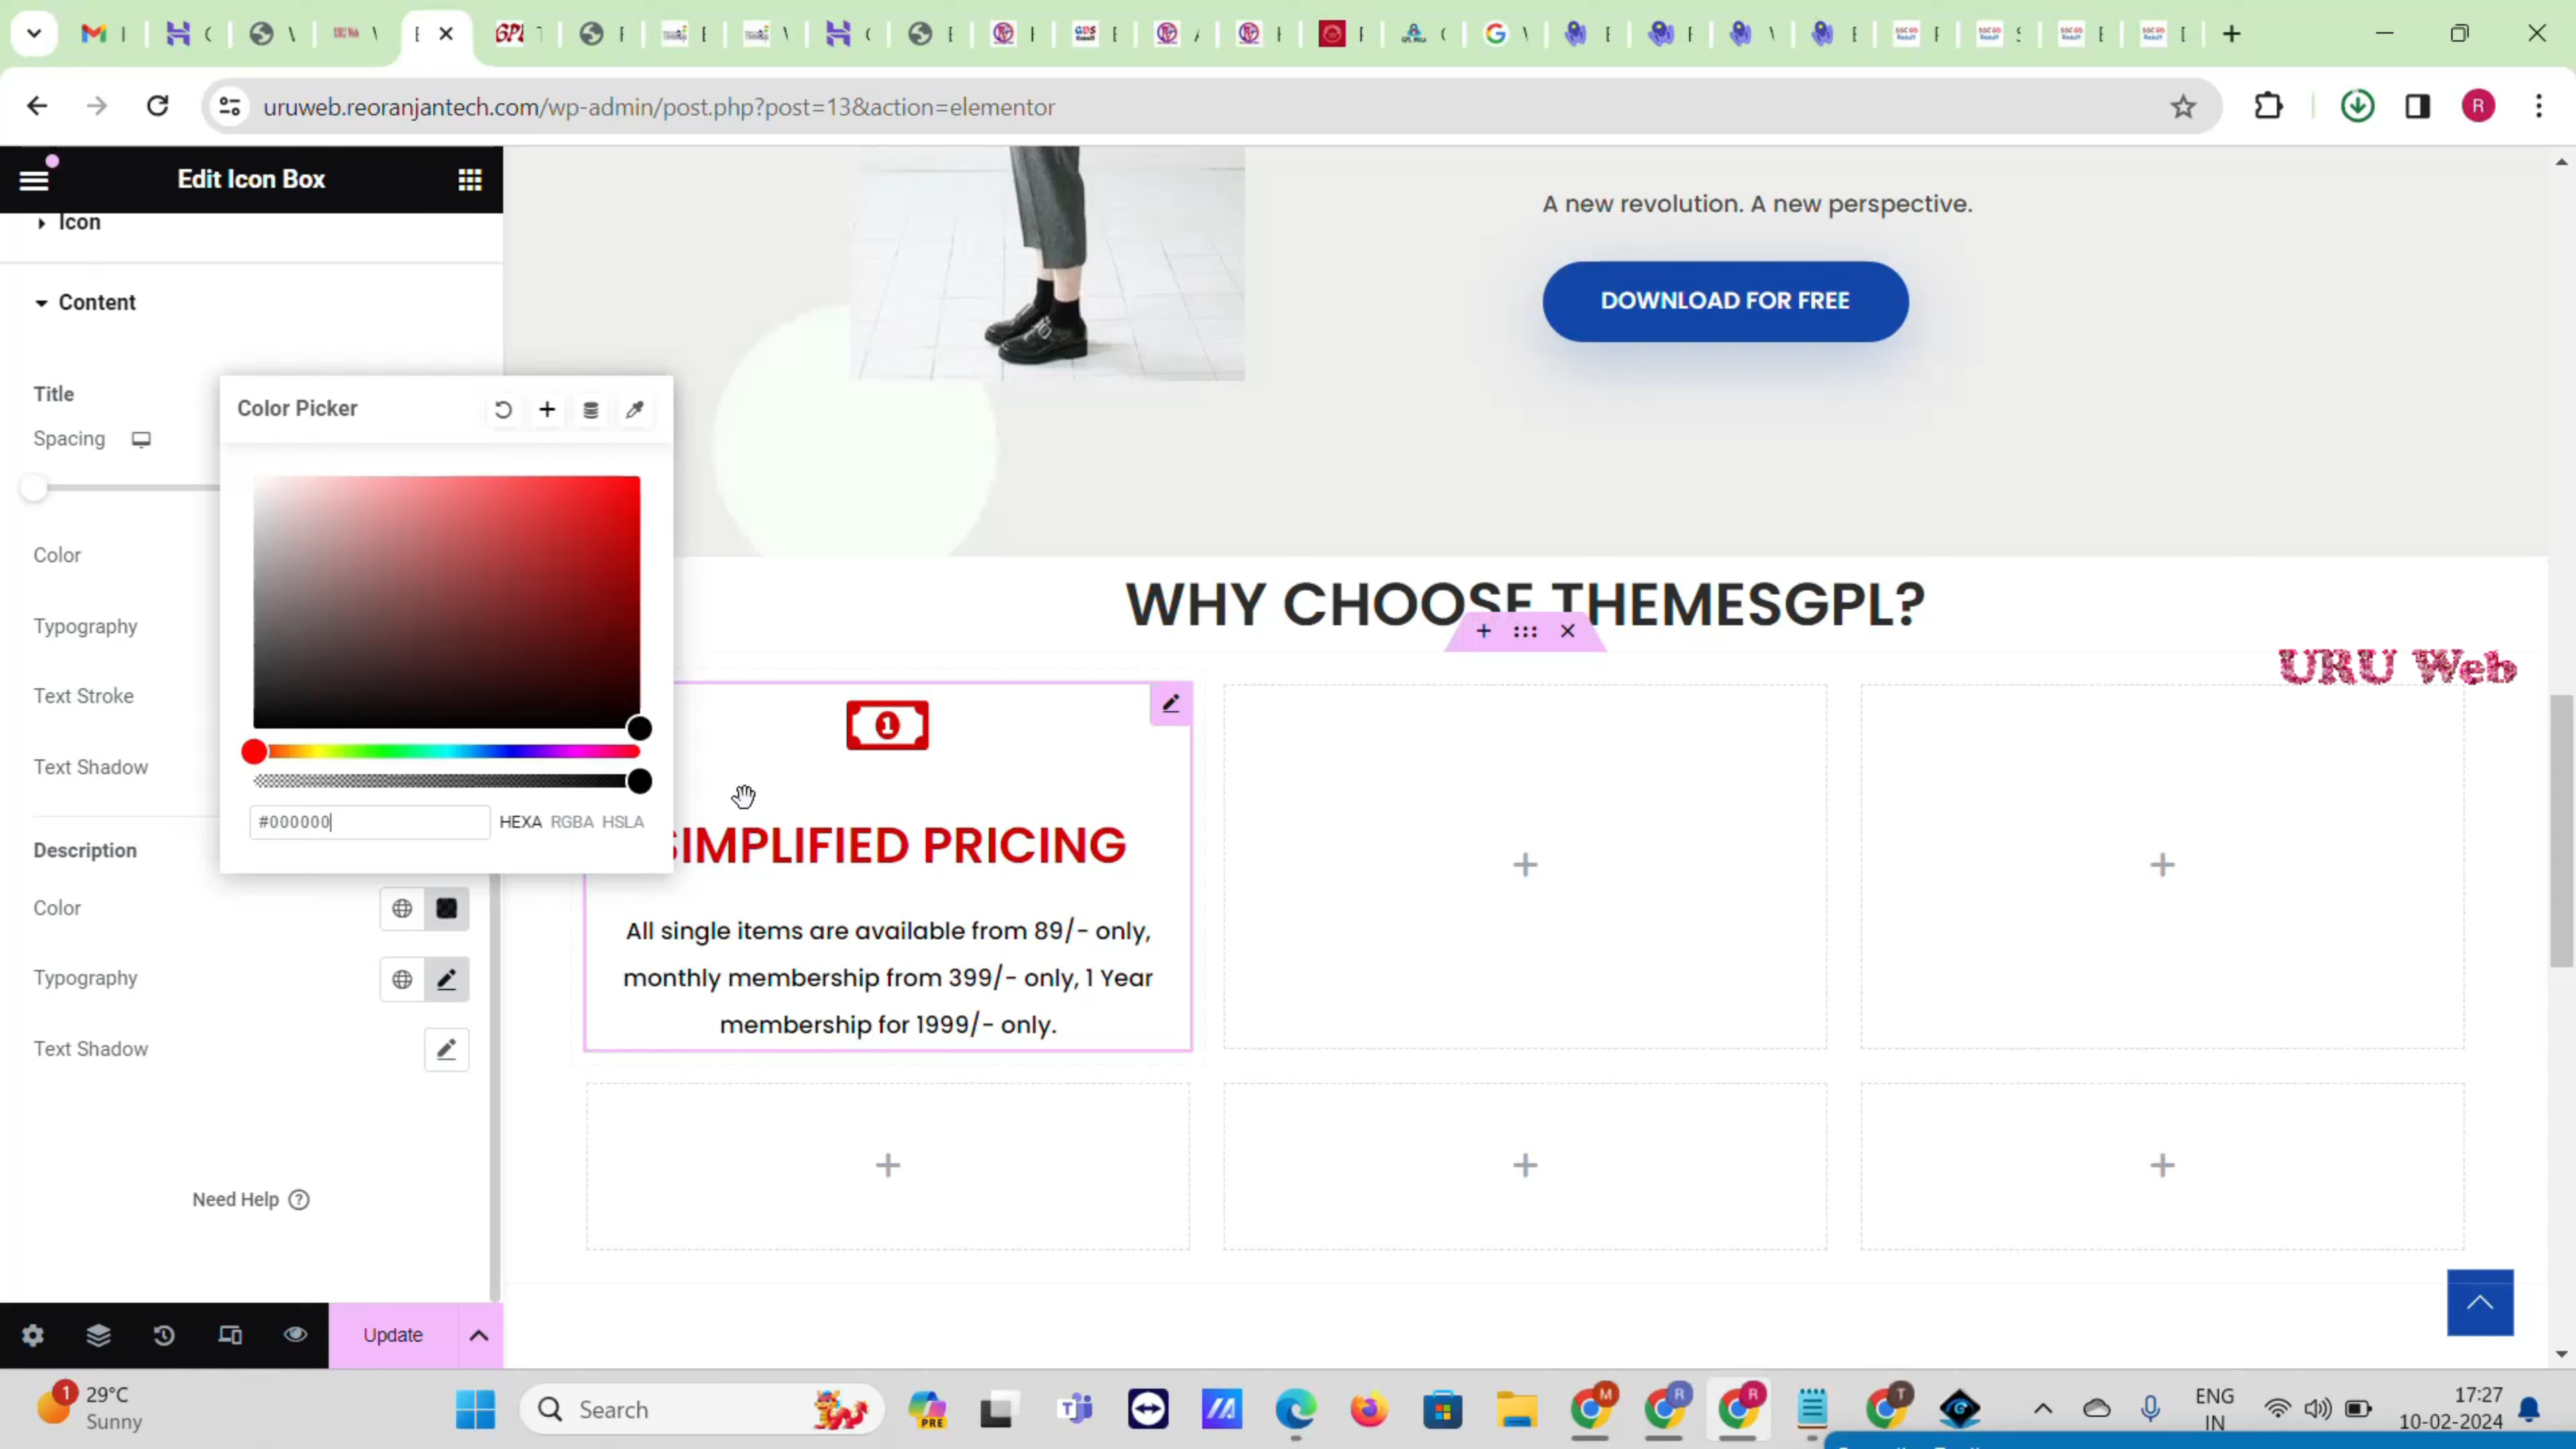 uruweb.reoranjantech.com/wp-admin/post.php?post=13&action=elementor
R
Edit Icon Box
Icon
Content
Title
Spacing
Color
Typography
Text Stroke
Text Shadow
Description
Color
Typography
Text Shadow
Need Help
Update
Color Picker
#000000
HEXA RGBA HSLA
A new revolution. A new perspective.
DOWNLOAD FOR FREE
WHY CHOOSE THEMESGPL?
URU Web
SIMPLIFIED PRICING
All single items are available from 89/- only,
monthly membership from 399/- only, 1 Year
membership for 1999/- only.
1
29°C
Sunny
Search
PRE
M
R
R
T
ENG
IN
17:27
10-02-2024